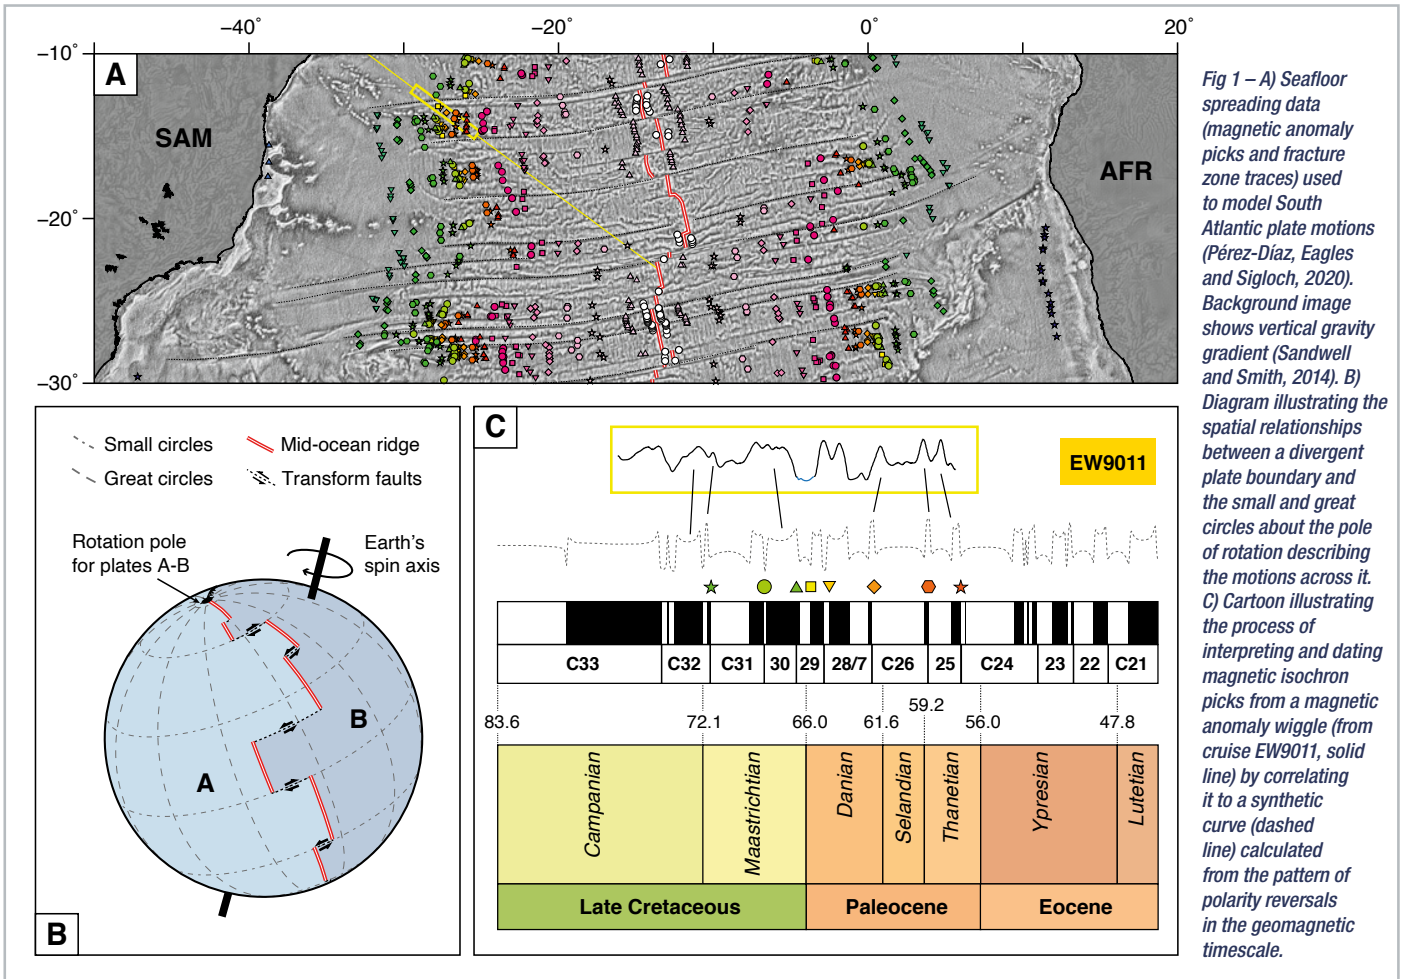 −40˚ −20˚ 0˚ 20˚
−10˚
−20˚
−30˚
A
SAM
AFR
Fig 1 – A) Seafloor
spreading data
(magnetic anomaly
picks and fracture
zone traces) used
to model South
Atlantic plate motions
(Pérez-Díaz, Eagles
and Sigloch, 2020).
Background image
shows vertical gravity
gradient (Sandwell
and Smith, 2014). B)
Diagram illustrating the
spatial relationships
between a divergent
plate boundary and
the small and great
circles about the pole
of rotation describing
the motions across it.
C) Cartoon illustrating
the process of
interpreting and dating
magnetic isochron
picks from a magnetic
anomaly wiggle (from
cruise EW9011, solid
line) by correlating
it to a synthetic
curve (dashed
line) calculated
from the pattern of
polarity reversals
in the geomagnetic
timescale.
Small circles
Great circles
Mid-ocean ridge
Transform faults
Rotation pole
for plates A-B
Earth's
spin axis
A
B
B
C
EW9011
C33 C32 C31 30 29 28/7 C26 25 C24 23 22 C21
83.6 72.1 66.0 61.6 59.2 56.0 47.8
Campanian
Maastrichtian
Danian
Selandian
Thanetian
Ypresian
Lutetian
Late Cretaceous Paleocene Eocene